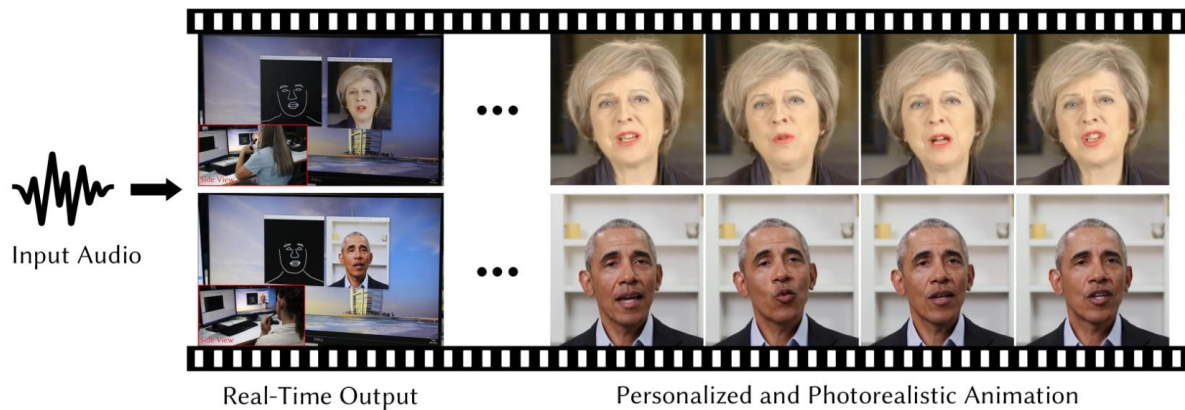 Side View
Side View
Input Audio
Real-Time Output
Personalized and Photorealistic Animation